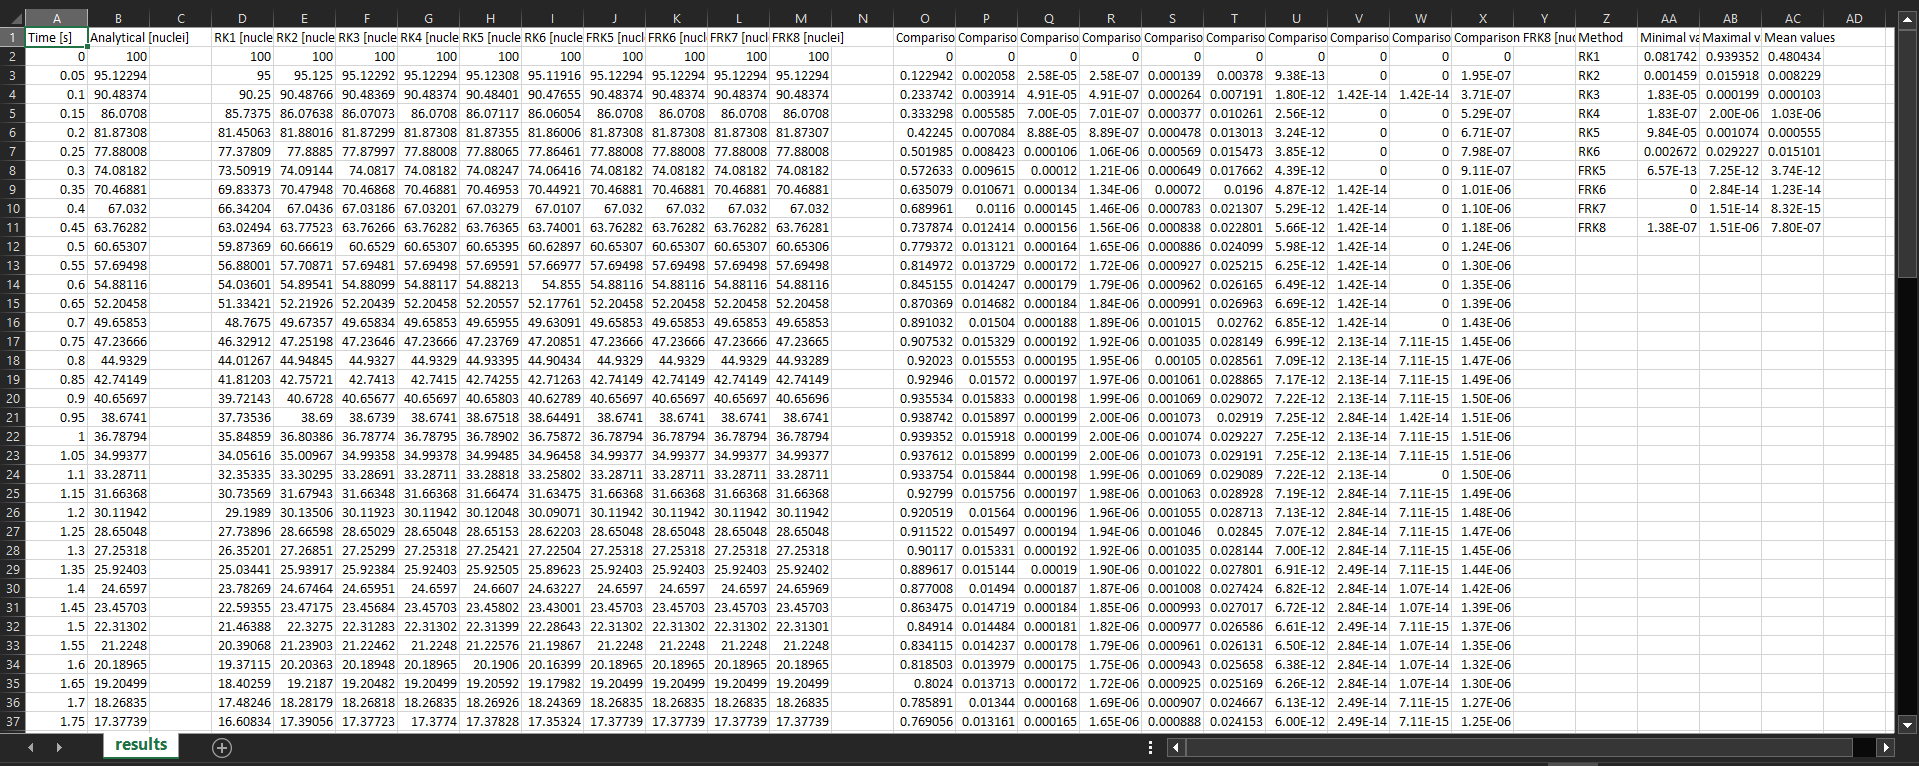 A B C D E F G H I J K L M N O P Q R S T U V W X Y Z AA AB AC AD
1 Time [s] Analytical [nuclei] RK1 [nucle RK2 [nucle RK3 [nucle RK4 [nucle RK5 [nucle RK6 [nucle FRK5 [nucl FRK6 [nucl FRK7 [nucl FRK8 [nuclei] Compariso Compariso Compariso Compariso Compariso Compariso Compariso Compariso Compariso Comparison FRK8 [nuc Method Minimal va Maximal v Mean values
2 0 100 100 100 100 100 100 100 100 100 100 100 0 0 0 0 0 0 0 0 0 0 RK1 0.081742 0.939352 0.480434
3 0.05 95.12294 95 95.125 95.12292 95.12294 95.12308 95.11916 95.12294 95.12294 95.12294 95.12294 0.122942 0.002058 2.58E-05 2.58E-07 0.000139 0.00378 9.38E-13 0 0 1.95E-07 RK2 0.001459 0.015918 0.008229
4 0.1 90.48374 90.25 90.48766 90.48369 90.48374 90.48401 90.47655 90.48374 90.48374 90.48374 90.48374 0.233742 0.003914 4.91E-05 4.91E-07 0.000264 0.007191 1.80E-12 1.42E-14 1.42E-14 3.71E-07 RK3 1.83E-05 0.000199 0.000103
5 0.15 86.0708 85.7375 86.07638 86.07073 86.0708 86.07117 86.06054 86.0708 86.0708 86.0708 86.0708 0.333298 0.005585 7.00E-05 7.01E-07 0.000377 0.010261 2.56E-12 0 0 5.29E-07 RK4 1.83E-07 2.00E-06 1.03E-06
6 0.2 81.87308 81.45063 81.88016 81.87299 81.87308 81.87355 81.86006 81.87308 81.87308 81.87308 81.87307 0.42245 0.007084 8.88E-05 8.89E-07 0.000478 0.013013 3.24E-12 0 0 6.71E-07 RK5 9.84E-05 0.001074 0.000555
7 0.25 77.88008 77.37809 77.8885 77.87997 77.88008 77.88065 77.86461 77.88008 77.88008 77.88008 77.88008 0.501985 0.008423 0.000106 1.06E-06 0.000569 0.015473 3.85E-12 0 0 7.98E-07 RK6 0.002672 0.029227 0.015101
8 0.3 74.08182 73.50919 74.09144 74.0817 74.08182 74.08247 74.06416 74.08182 74.08182 74.08182 74.08182 0.572633 0.009615 0.00012 1.21E-06 0.000649 0.017662 4.39E-12 0 0 9.11E-07 FRK5 6.57E-13 7.25E-12 3.74E-12
9 0.35 70.46881 69.83373 70.47948 70.46868 70.46881 70.46953 70.44921 70.46881 70.46881 70.46881 70.46881 0.635079 0.010671 0.000134 1.34E-06 0.00072 0.0196 4.87E-12 1.42E-14 0 1.01E-06 FRK6 0 2.84E-14 1.23E-14
10 0.4 67.032 66.34204 67.0436 67.03186 67.03201 67.03279 67.0107 67.032 67.032 67.032 67.032 0.689961 0.0116 0.000145 1.46E-06 0.000783 0.021307 5.29E-12 1.42E-14 0 1.10E-06 FRK7 0 1.51E-14 8.32E-15
11 0.45 63.76282 63.02494 63.77523 63.76266 63.76282 63.76365 63.74001 63.76282 63.76282 63.76282 63.76281 0.737874 0.012414 0.000156 1.56E-06 0.000838 0.022801 5.66E-12 1.42E-14 0 1.18E-06 FRK8 1.38E-07 1.51E-06 7.80E-07
12 0.5 60.65307 59.87369 60.66619 60.6529 60.65307 60.65395 60.62897 60.65307 60.65307 60.65307 60.65306 0.779372 0.013121 0.000164 1.65E-06 0.000886 0.024099 5.98E-12 1.42E-14 0 1.24E-06
13 0.55 57.69498 56.88001 57.70871 57.69481 57.69498 57.69591 57.66977 57.69498 57.69498 57.69498 57.69498 0.814972 0.013729 0.000172 1.72E-06 0.000927 0.025215 6.25E-12 1.42E-14 0 1.30E-06
14 0.6 54.88116 54.03601 54.89541 54.88099 54.88117 54.88213 54.855 54.88116 54.88116 54.88116 54.88116 0.845155 0.014247 0.000179 1.79E-06 0.000962 0.026165 6.49E-12 1.42E-14 0 1.35E-06
15 0.65 52.20458 51.33421 52.21926 52.20439 52.20458 52.20557 52.17761 52.20458 52.20458 52.20458 52.20458 0.870369 0.014682 0.000184 1.84E-06 0.000991 0.026963 6.69E-12 1.42E-14 0 1.39E-06
16 0.7 49.65853 48.7675 49.67357 49.65834 49.65853 49.65955 49.63091 49.65853 49.65853 49.65853 49.65853 0.891032 0.01504 0.000188 1.89E-06 0.001015 0.02762 6.85E-12 1.42E-14 0 1.43E-06
17 0.75 47.23666 46.32912 47.25198 47.23646 47.23666 47.23769 47.20851 47.23666 47.23666 47.23666 47.23665 0.907532 0.015329 0.000192 1.92E-06 0.001035 0.028149 6.99E-12 2.13E-14 7.11E-15 1.45E-06
18 0.8 44.9329 44.01267 44.94845 44.9327 44.9329 44.93395 44.90434 44.9329 44.9329 44.9329 44.93289 0.92023 0.015553 0.000195 1.95E-06 0.00105 0.028561 7.09E-12 2.13E-14 7.11E-15 1.47E-06
19 0.85 42.74149 41.81203 42.75721 42.7413 42.7415 42.74255 42.71263 42.74149 42.74149 42.74149 42.74149 0.92946 0.01572 0.000197 1.97E-06 0.001061 0.028865 7.17E-12 2.13E-14 7.11E-15 1.49E-06
20 0.9 40.65697 39.72143 40.6728 40.65677 40.65697 40.65803 40.62789 40.65697 40.65697 40.65697 40.65696 0.935534 0.015833 0.000198 1.99E-06 0.001069 0.029072 7.22E-12 2.13E-14 7.11E-15 1.50E-06
21 0.95 38.6741 37.73536 38.69 38.6739 38.6741 38.67518 38.64491 38.6741 38.6741 38.6741 38.6741 0.938742 0.015897 0.000199 2.00E-06 0.001073 0.02919 7.25E-12 2.84E-14 1.42E-14 1.51E-06
22 1 36.78794 35.84859 36.80386 36.78774 36.78795 36.78902 36.75872 36.78794 36.78794 36.78794 36.78794 0.939352 0.015918 0.000199 2.00E-06 0.001074 0.029227 7.25E-12 2.13E-14 7.11E-15 1.51E-06
23 1.05 34.99377 34.05616 35.00967 34.99358 34.99378 34.99485 34.96458 34.99377 34.99377 34.99377 34.99377 0.937612 0.015899 0.000199 2.00E-06 0.001073 0.029191 7.25E-12 2.13E-14 7.11E-15 1.51E-06
24 1.1 33.28711 32.35335 33.30295 33.28691 33.28711 33.28818 33.25802 33.28711 33.28711 33.28711 33.28711 0.933754 0.015844 0.000198 1.99E-06 0.001069 0.029089 7.22E-12 2.13E-14 0 1.50E-06
25 1.15 31.66368 30.73569 31.67943 31.66348 31.66368 31.66474 31.63475 31.66368 31.66368 31.66368 31.66368 0.92799 0.015756 0.000197 1.98E-06 0.001063 0.028928 7.19E-12 2.84E-14 7.11E-15 1.49E-06
26 1.2 30.11942 29.1989 30.13506 30.11923 30.11942 30.12048 30.09071 30.11942 30.11942 30.11942 30.11942 0.920519 0.01564 0.000196 1.96E-06 0.001055 0.028713 7.13E-12 2.84E-14 7.11E-15 1.48E-06
27 1.25 28.65048 27.73896 28.66598 28.65029 28.65048 28.65153 28.62203 28.65048 28.65048 28.65048 28.65048 0.911522 0.015497 0.000194 1.94E-06 0.001046 0.02845 7.07E-12 2.84E-14 7.11E-15 1.47E-06
28 1.3 27.25318 26.35201 27.26851 27.25299 27.25318 27.25421 27.22504 27.25318 27.25318 27.25318 27.25318 0.90117 0.015331 0.000192 1.92E-06 0.001035 0.028144 7.00E-12 2.84E-14 7.11E-15 1.45E-06
29 1.35 25.92403 25.03441 25.93917 25.92384 25.92403 25.92505 25.89623 25.92403 25.92403 25.92403 25.92402 0.889617 0.015144 0.00019 1.90E-06 0.001022 0.027801 6.91E-12 2.49E-14 7.11E-15 1.44E-06
30 1.4 24.6597 23.78269 24.67464 24.65951 24.6597 24.6607 24.63227 24.6597 24.6597 24.6597 24.65969 0.877008 0.01494 0.000187 1.87E-06 0.001008 0.027424 6.82E-12 2.84E-14 1.07E-14 1.42E-06
31 1.45 23.45703 22.59355 23.47175 23.45684 23.45703 23.45802 23.43001 23.45703 23.45703 23.45703 23.45703 0.863475 0.014719 0.000184 1.85E-06 0.000993 0.027017 6.72E-12 2.84E-14 1.07E-14 1.39E-06
32 1.5 22.31302 21.46388 22.3275 22.31283 22.31302 22.31399 22.28643 22.31302 22.31302 22.31302 22.31301 0.84914 0.014484 0.000181 1.82E-06 0.000977 0.026586 6.61E-12 2.49E-14 7.11E-15 1.37E-06
33 1.55 21.2248 20.39068 21.23903 21.22462 21.2248 21.22576 21.19867 21.2248 21.2248 21.2248 21.2248 0.834115 0.014237 0.000178 1.79E-06 0.000961 0.026131 6.50E-12 2.84E-14 1.07E-14 1.35E-06
34 1.6 20.18965 19.37115 20.20363 20.18948 20.18965 20.1906 20.16399 20.18965 20.18965 20.18965 20.18965 0.818503 0.013979 0.000175 1.75E-06 0.000943 0.025658 6.38E-12 2.84E-14 1.07E-14 1.32E-06
35 1.65 19.20499 18.40259 19.2187 19.20482 19.20499 19.20592 19.17982 19.20499 19.20499 19.20499 19.20499 0.8024 0.013713 0.000172 1.72E-06 0.000925 0.025169 6.26E-12 2.84E-14 1.07E-14 1.30E-06
36 1.7 18.26835 17.48246 18.28179 18.26818 18.26835 18.26926 18.24369 18.26835 18.26835 18.26835 18.26835 0.785891 0.01344 0.000168 1.69E-06 0.000907 0.024667 6.13E-12 2.49E-14 7.11E-15 1.27E-06
37 1.75 17.37739 16.60834 17.39056 17.37723 17.3774 17.37828 17.35324 17.37739 17.37739 17.37739 17.37739 0.769056 0.013161 0.000165 1.65E-06 0.000888 0.024153 6.00E-12 2.49E-14 7.11E-15 1.25E-06
results